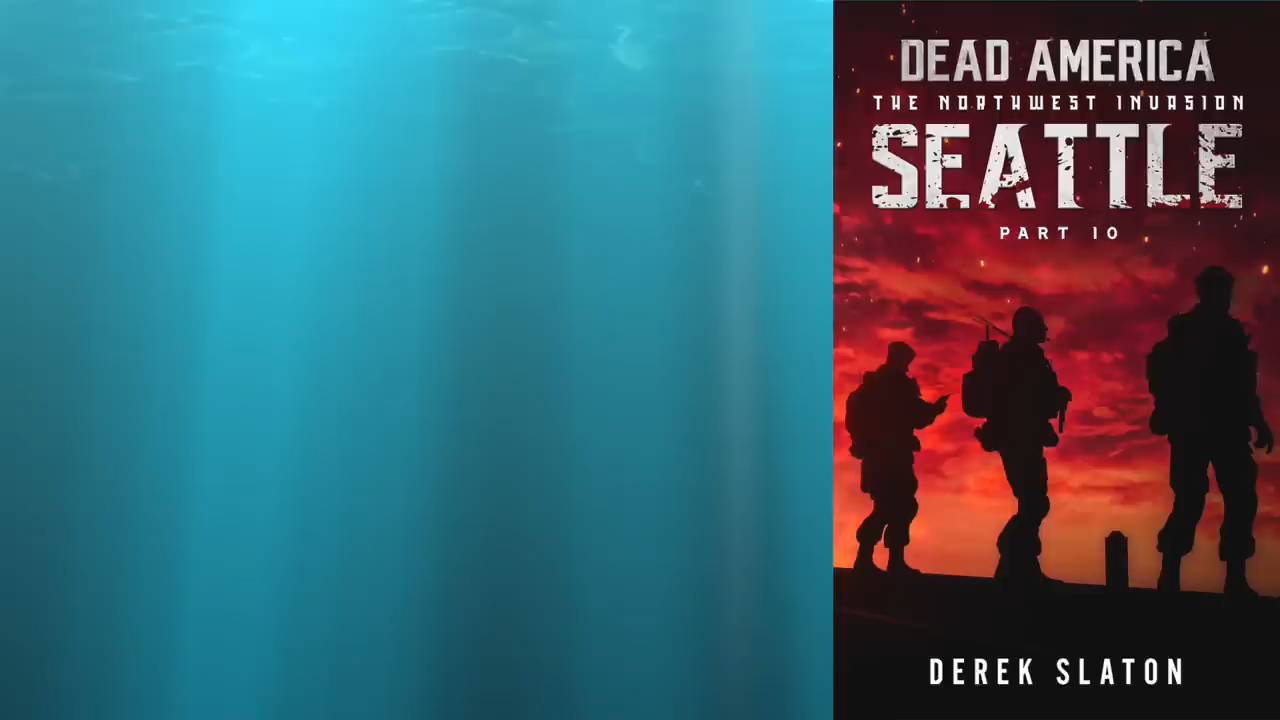 DEAD AMERICA
THE NORTHWEST INVASION
SEATTLE
PART 10
DEREK SLATON